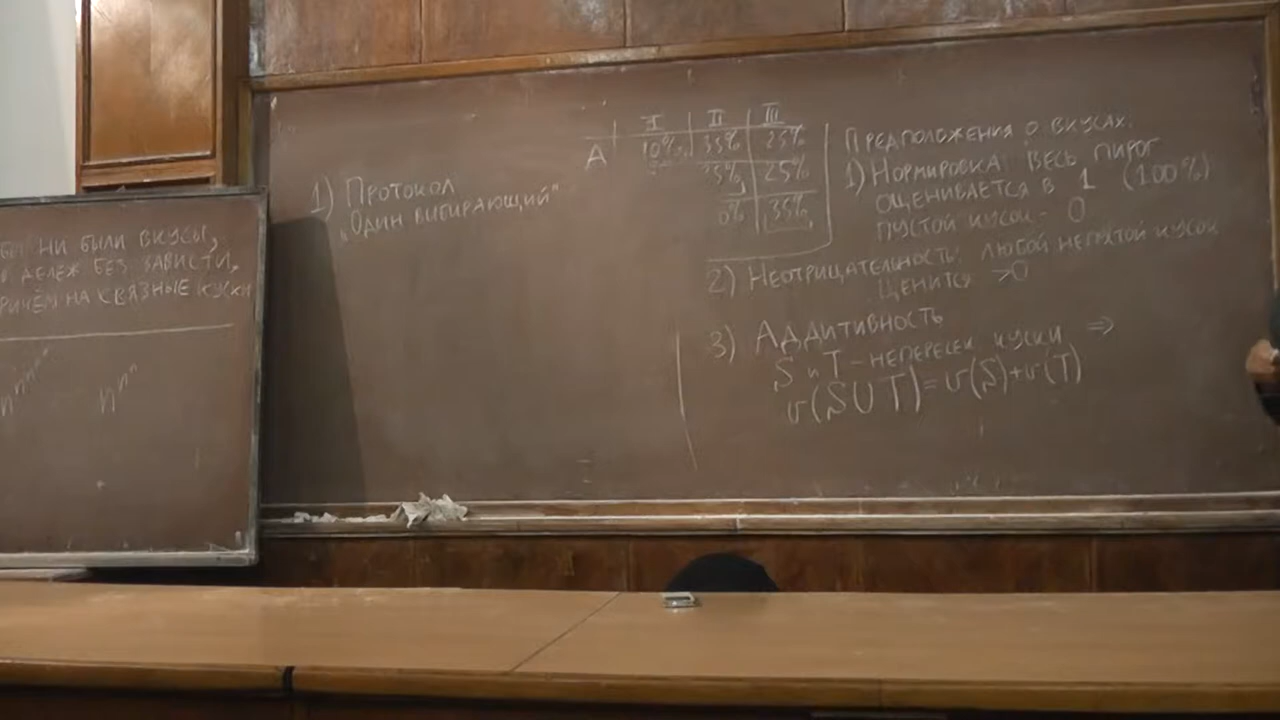 НИ БЫЛИ ВКУСЫ,
ДЕЛЁЖ БЕЗ ЗАВИСТИ,
НА СВЯЗНЫЕ КУСКИ
n^n^n^n^n n^n^n
1) ПРОТОКОЛ
„ОДИН ВЫБИРАЮЩИЙ"
I II III
A 10% 35% 25%
35% 25%
0% 35%
ПРЕДПОЛОЖЕНИЯ О ВКУСАХ.
1) НОРМИРОВКА: ВЕСЬ ПИРОГ
ОЦЕНИВАЕТСЯ В 1 (100%)
ПУСТОЙ КУСОК - 0
2) НЕОТРИЦАТЕЛЬНОСТЬ: ЛЮБОЙ НЕПУСТОЙ КУСОК
ЦЕНИТСЯ >0
3) АДДИТИВНОСТЬ
S и T - НЕПЕРЕСЕК КУСКИ ⇒
v(S∪T)=v(S)+v(T)